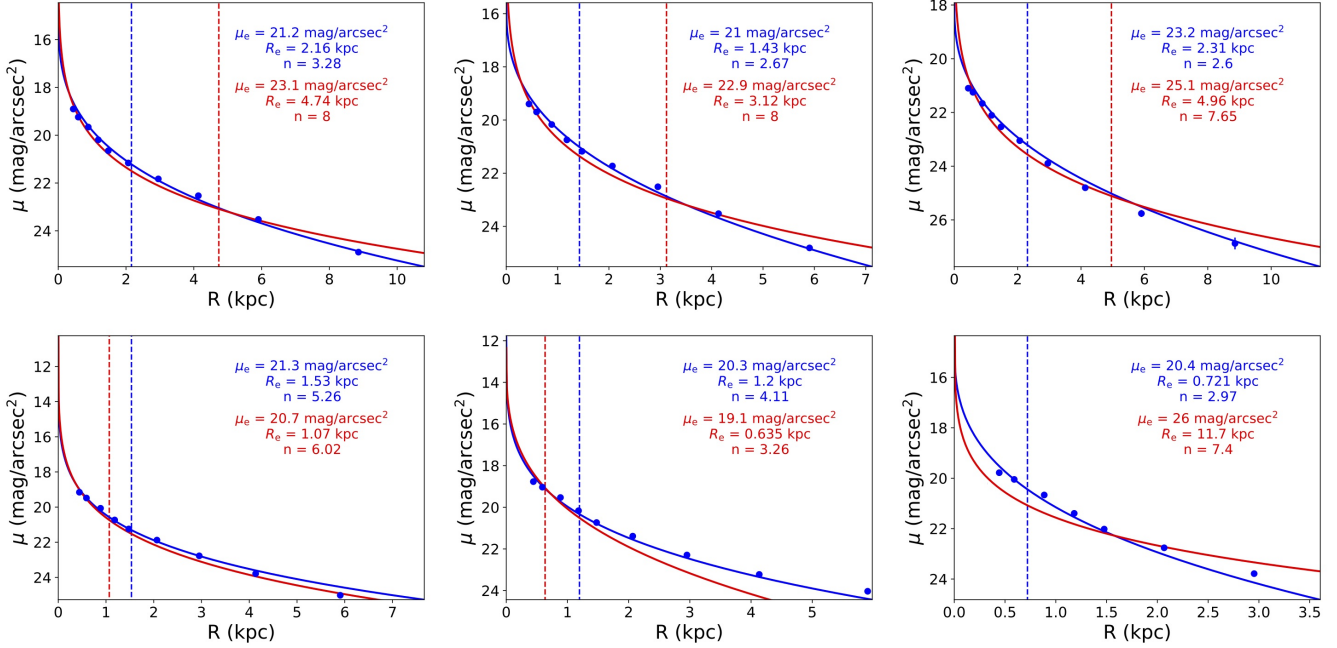 μe = 21.2 mag/arcsec²
Re = 2.16 kpc
n = 3.28
μe = 23.1 mag/arcsec²
Re = 4.74 kpc
n = 8
16
18
20
22
24
μ (mag/arcsec²)
0 2 4 6 8 10
R (kpc)
μe = 21 mag/arcsec²
Re = 1.43 kpc
n = 2.67
μe = 22.9 mag/arcsec²
Re = 3.12 kpc
n = 8
16
18
20
22
24
μ (mag/arcsec²)
0 1 2 3 4 5 6 7
R (kpc)
μe = 23.2 mag/arcsec²
Re = 2.31 kpc
n = 2.6
μe = 25.1 mag/arcsec²
Re = 4.96 kpc
n = 7.65
18
20
22
24
26
μ (mag/arcsec²)
0 2 4 6 8 10
R (kpc)
μe = 21.3 mag/arcsec²
Re = 1.53 kpc
n = 5.26
μe = 20.7 mag/arcsec²
Re = 1.07 kpc
n = 6.02
12
14
16
18
20
22
24
μ (mag/arcsec²)
0 1 2 3 4 5 6 7
R (kpc)
μe = 20.3 mag/arcsec²
Re = 1.2 kpc
n = 4.11
μe = 19.1 mag/arcsec²
Re = 0.635 kpc
n = 3.26
12
14
16
18
20
22
24
μ (mag/arcsec²)
0 1 2 3 4 5
R (kpc)
μe = 20.4 mag/arcsec²
Re = 0.721 kpc
n = 2.97
μe = 26 mag/arcsec²
Re = 11.7 kpc
n = 7.4
16
18
20
22
24
μ (mag/arcsec²)
0.0 0.5 1.0 1.5 2.0 2.5 3.0 3.5
R (kpc)